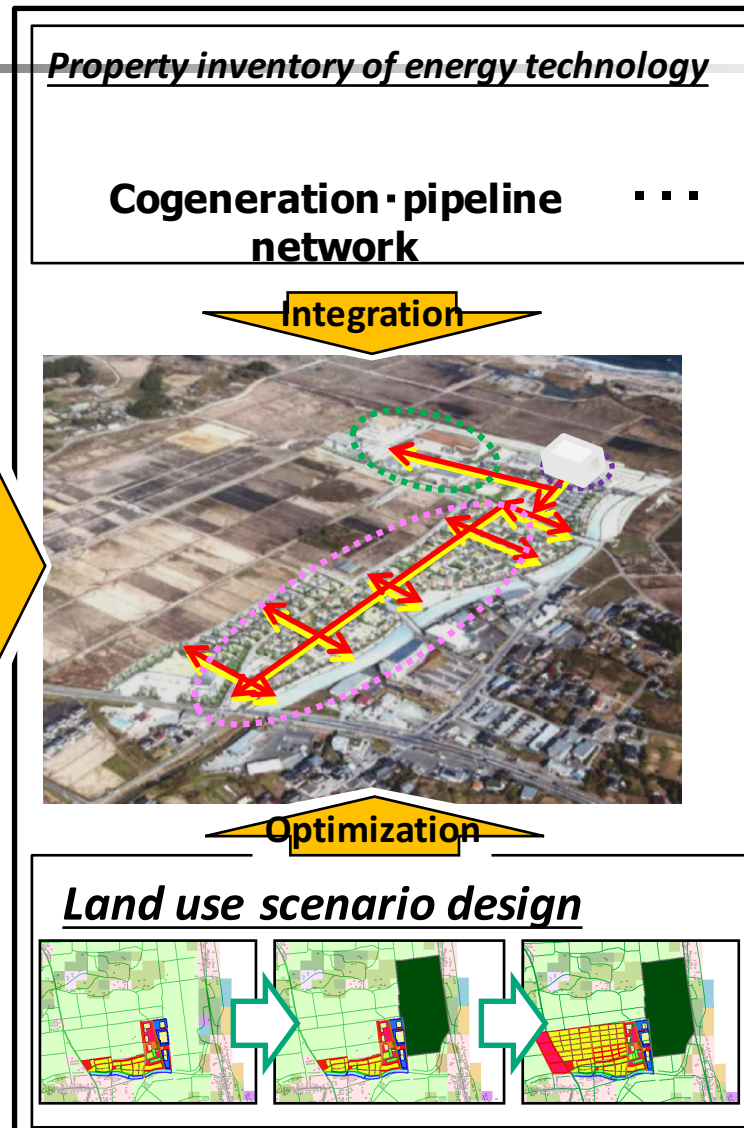 Property inventory of energy technology
Cogeneration・pipeline ・・・
network
Integration
Optimization
Land use scenario design